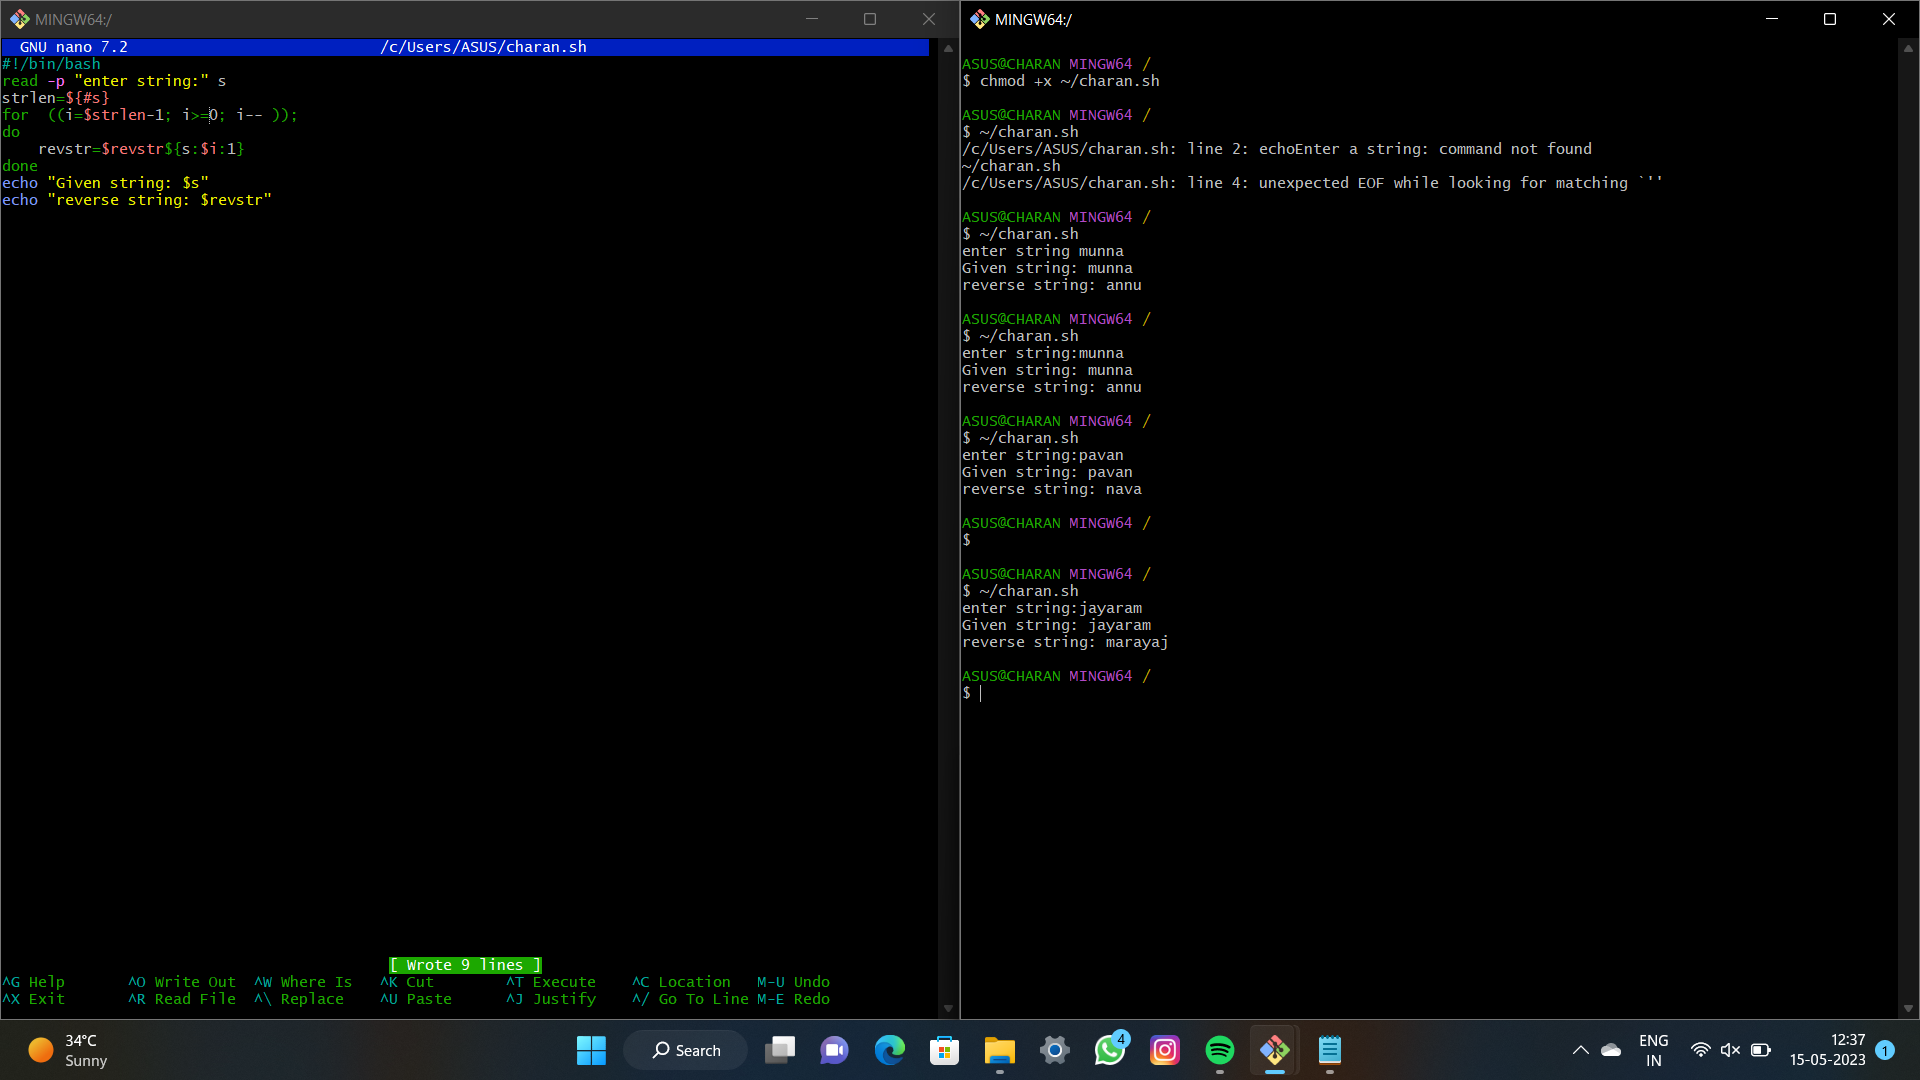 MINGW64:/
GNU nano 7.2 /c/Users/ASUS/charan.sh
#!/bin/bash
read -p "enter string:" s
strlen=${#s}
for  ((i=$strlen-1; i>=0; i-- ));
do
    revstr=$revstr${s:$i:1}
done
echo "Given string: $s"
echo "reverse string: $revstr"
[ Wrote 9 lines ]
^G Help ^O Write Out ^W Where Is ^K Cut ^T Execute ^C Location M-U Undo
^X Exit ^R Read File ^\ Replace ^U Paste ^J Justify ^/ Go To Line M-E Redo
MINGW64:/
ASUS@CHARAN MINGW64 /
$ chmod +x ~/charan.sh
ASUS@CHARAN MINGW64 /
$ ~/charan.sh
/c/Users/ASUS/charan.sh: line 2: echoEnter a string: command not found
~/charan.sh
/c/Users/ASUS/charan.sh: line 4: unexpected EOF while looking for matching `''
ASUS@CHARAN MINGW64 /
$ ~/charan.sh
enter string munna
Given string: munna
reverse string: annu
ASUS@CHARAN MINGW64 /
$ ~/charan.sh
enter string:munna
Given string: munna
reverse string: annu
ASUS@CHARAN MINGW64 /
$ ~/charan.sh
enter string:pavan
Given string: pavan
reverse string: nava
ASUS@CHARAN MINGW64 /
$
ASUS@CHARAN MINGW64 /
$ ~/charan.sh
enter string:jayaram
Given string: jayaram
reverse string: marayaj
ASUS@CHARAN MINGW64 /
$
34°C
Sunny
Search
4
ENG
IN
12:37
15-05-2023
1